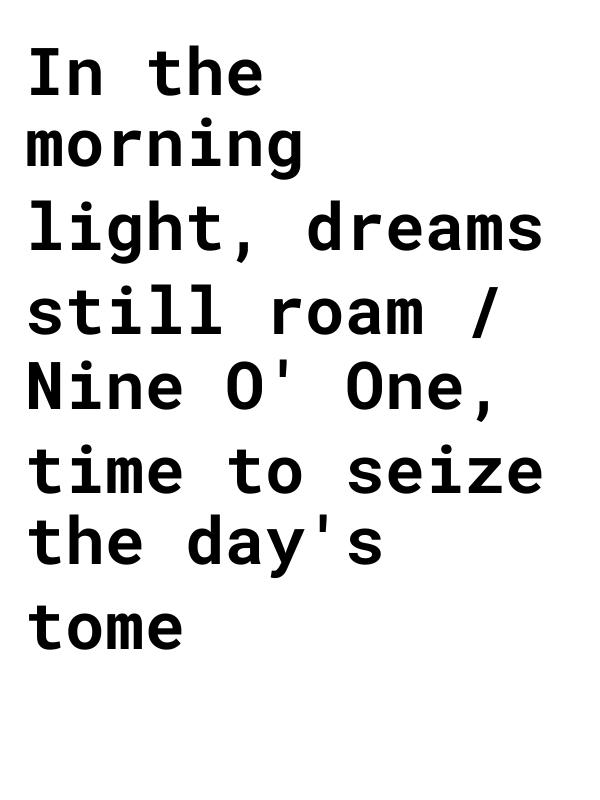 In the
morning
light, dreams
still roam /
Nine O' One,
time to seize
the day's
tome